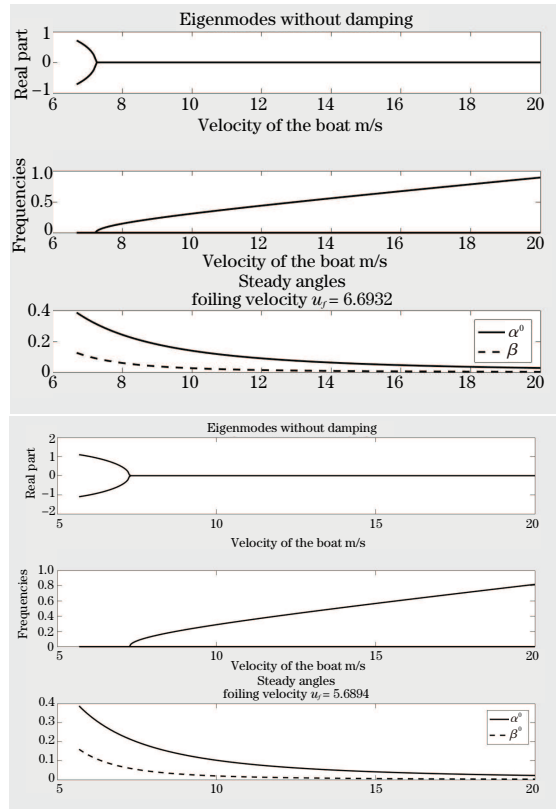 Eigenmodes without damping
Real part
1
0
−1
6 8 10 12 14 16 18 20
Velocity of the boat m/s
Frequencies
1.0
0.5
0
6 8 10 12 14 16 18 20
Velocity of the boat m/s
Steady angles
foiling velocity u_f = 6.6932
0.4
0.2
0
α⁰
β
6 8 10 12 14 16 18 20
Eigenmodes without damping
Real part
2
1
0
−1
−2
5 10 15 20
Velocity of the boat m/s
Frequencies
1.0
0.8
0.6
0.4
0.2
0
5 10 15 20
Velocity of the boat m/s
Steady angles
foiling velocity u_f = 5.6894
0.4
0.3
0.2
0.1
0
α⁰
β⁰
5 10 15 20